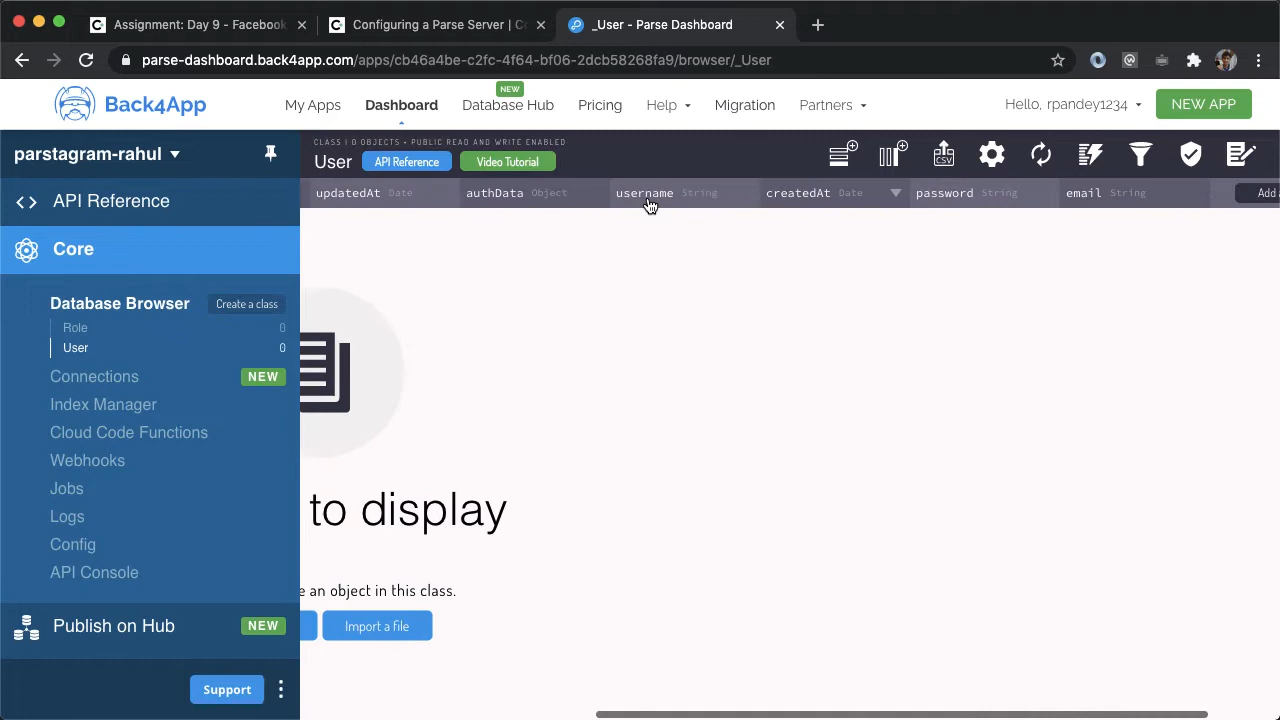 Assignment: Day 9 - Facebook
Configuring a Parse Server | Co
_User - Parse Dashboard
parse-dashboard.back4app.com/apps/cb46a4be-c2fc-4f64-bf06-2dcb58268fa9/browser/_User
Back4App
My Apps
Dashboard
NEW
Database Hub
Pricing
Help
Migration
Partners
Hello, rpandey1234
NEW APP
parstagram-rahul
CLASS | 0 OBJECTS • PUBLIC READ AND WRITE ENABLED
User
API Reference
Video Tutorial
CSV
updatedAt Date
authData Object
username String
createdAt Date
password String
email String
Add a
API Reference
Core
Database Browser
Create a class
Role 0
User 0
Connections NEW
Index Manager
Cloud Code Functions
Webhooks
Jobs
Logs
Config
API Console
Publish on Hub NEW
Support
to display
e an object in this class.
Import a file